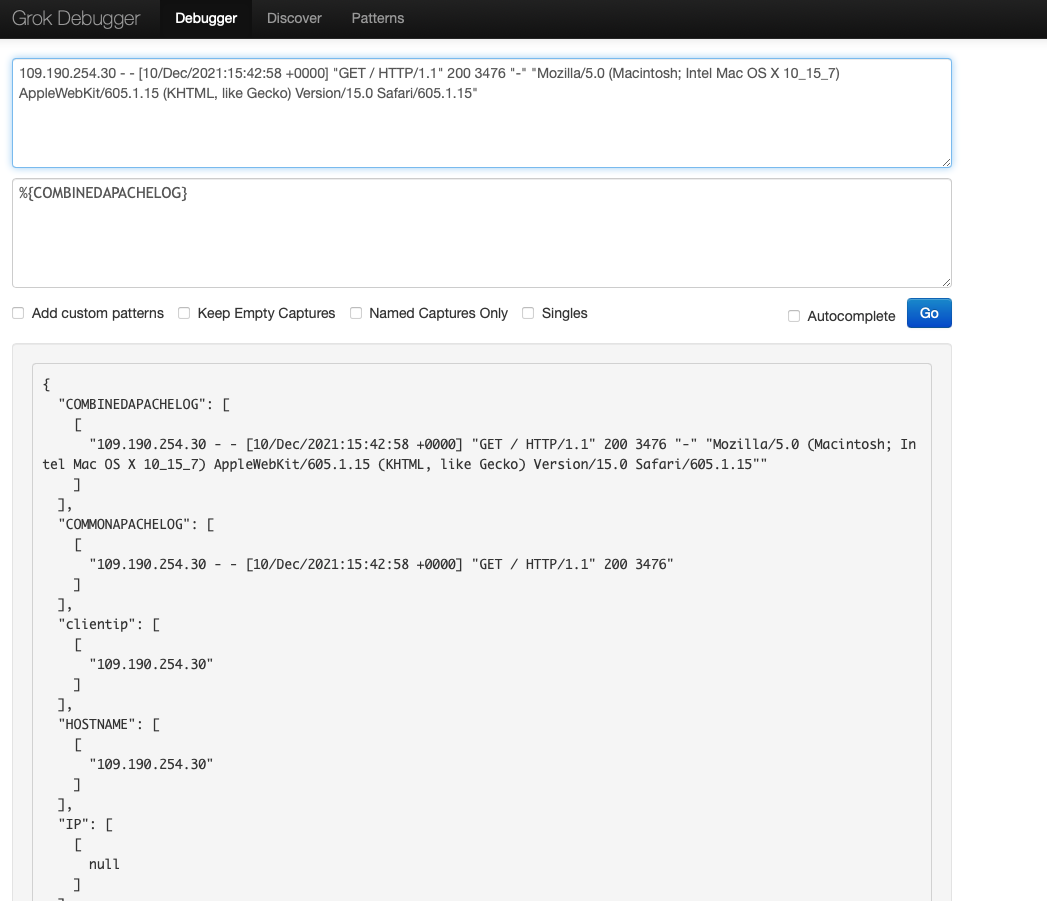 Grok Debugger Debugger Discover Patterns
109.190.254.30 - - [10/Dec/2021:15:42:58 +0000] "GET / HTTP/1.1" 200 3476 "-" "Mozilla/5.0 (Macintosh; Intel Mac OS X 10_15_7)
AppleWebKit/605.1.15 (KHTML, like Gecko) Version/15.0 Safari/605.1.15"
%{COMBINEDAPACHELOG}
Add custom patterns Keep Empty Captures Named Captures Only Singles Autocomplete Go
{
  "COMBINEDAPACHELOG": [
    [
      "109.190.254.30 - - [10/Dec/2021:15:42:58 +0000] "GET / HTTP/1.1" 200 3476 "-" "Mozilla/5.0 (Macintosh; In
tel Mac OS X 10_15_7) AppleWebKit/605.1.15 (KHTML, like Gecko) Version/15.0 Safari/605.1.15""
    ]
  ],
  "COMMONAPACHELOG": [
    [
      "109.190.254.30 - - [10/Dec/2021:15:42:58 +0000] "GET / HTTP/1.1" 200 3476"
    ]
  ],
  "clientip": [
    [
      "109.190.254.30"
    ]
  ],
  "HOSTNAME": [
    [
      "109.190.254.30"
    ]
  ],
  "IP": [
    [
      null
    ]